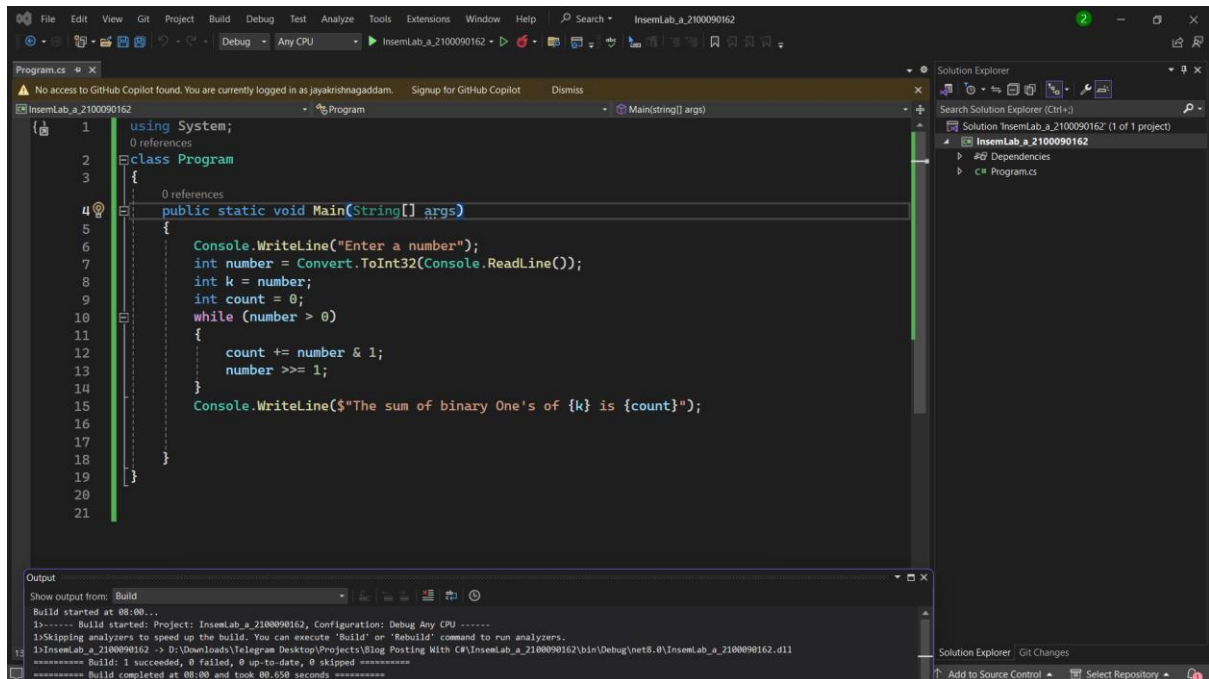 File Edit View Git Project Build Debug Test Analyze Tools Extensions Window Help Search InsemLab_a_2100090162 2
Debug Any CPU InsemLab_a_2100090162
Program.cs
No access to GitHub Copilot found. You are currently logged in as jayakrishnagaddam. Signup for GitHub Copilot Dismiss
InsemLab_a_2100090162 Program Main(string[] args)
1 using System;
0 references
2 class Program
3 {
0 references
4 public static void Main(String[] args)
5 {
6 Console.WriteLine("Enter a number");
7 int number = Convert.ToInt32(Console.ReadLine());
8 int k = number;
9 int count = 0;
10 while (number > 0)
11 {
12 count += number & 1;
13 number >>= 1;
14 }
15 Console.WriteLine($"The sum of binary One's of {k} is {count}");
16
17
18 }
19 }
20
21
Solution Explorer
Search Solution Explorer (Ctrl+;)
Solution 'InsemLab_a_2100090162' (1 of 1 project)
InsemLab_a_2100090162
Dependencies
C# Program.cs
Output
Show output from: Build
Build started at 08:00...
1>------ Build started: Project: InsemLab_a_2100090162, Configuration: Debug Any CPU ------
1>Skipping analyzers to speed up the build. You can execute 'Build' or 'Rebuild' command to run analyzers.
1>InsemLab_a_2100090162 -> D:\Downloads\Telegram Desktop\Projects\Blog Posting With C#\InsemLab_a_2100090162\bin\Debug\net8.0\InsemLab_a_2100090162.dll
========== Build: 1 succeeded, 0 failed, 0 up-to-date, 0 skipped ==========
========== Build completed at 08:00 and took 00.650 seconds ==========
Solution Explorer Git Changes
Add to Source Control Select Repository